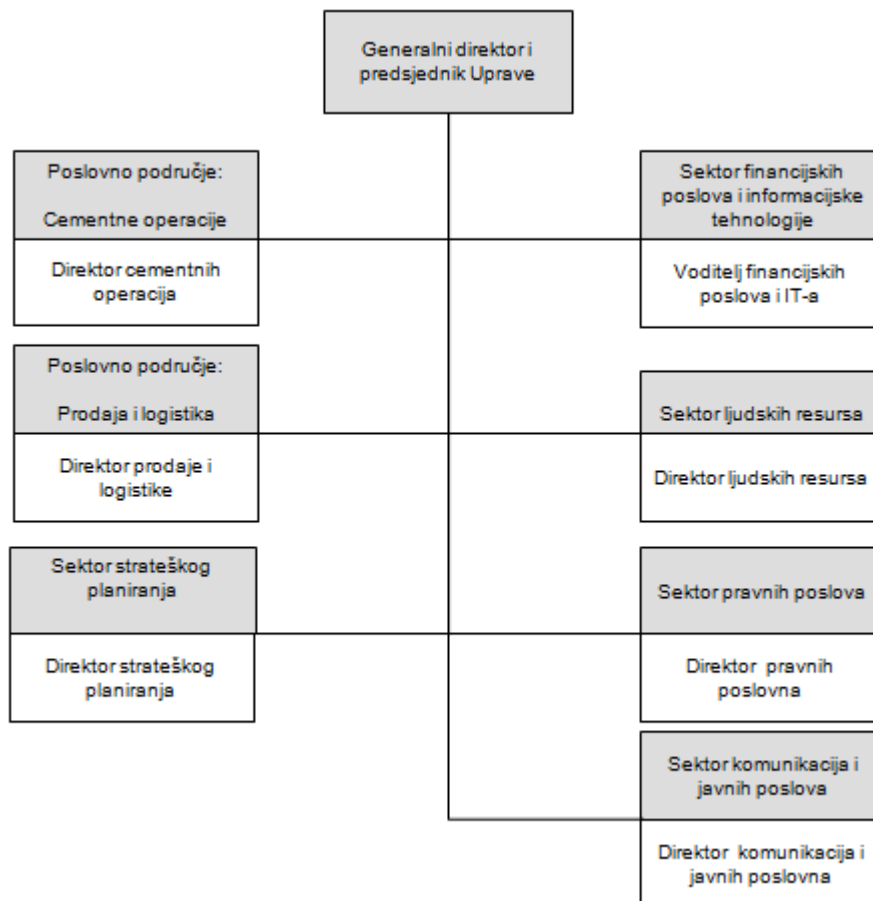 Generalni direktor i
predsjednik Uprave
Poslovno područje:
Cementne operacije
Direktor cementnih
operacija
Sektor financijskih
poslova i informacijske
tehnologije
Voditelj financijskih
poslova i IT-a
Poslovno područje:
Prodaja i logistika
Direktor prodaje i
logistike
Sektor ljudskih resursa
Direktor ljudskih resursa
Sektor strateškog
planiranja
Direktor strateškog
planiranja
Sektor pravnih poslova
Direktor pravnih
poslovna
Sektor komunikacija i
javnih poslova
Direktor komunikacija i
javnih poslovna